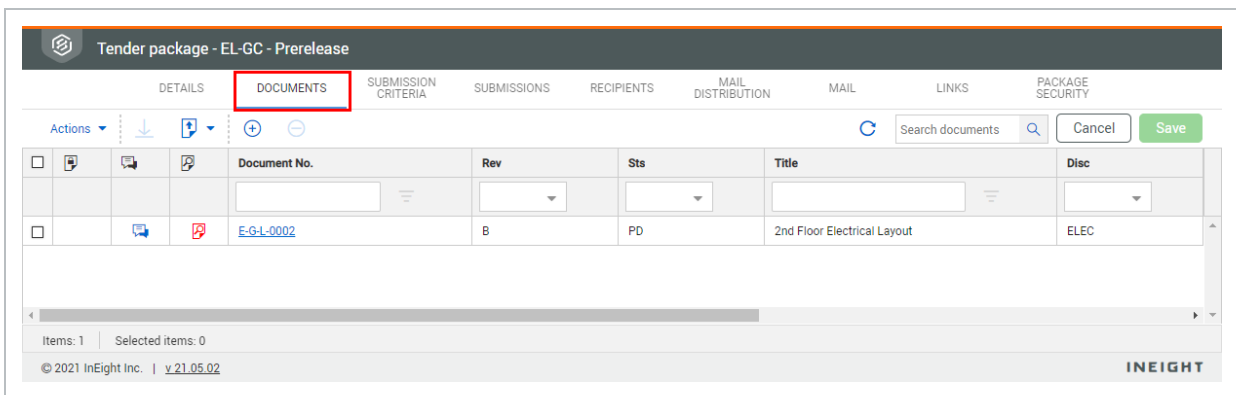 Tender package - EL-GC - Prerelease
DETAILS DOCUMENTS SUBMISSION CRITERIA SUBMISSIONS RECIPIENTS MAIL DISTRIBUTION MAIL LINKS PACKAGE SECURITY
Actions Search documents Cancel Save
Document No. Rev Sts Title Disc
E-G-L-0002 B PD 2nd Floor Electrical Layout ELEC
Items: 1 Selected items: 0
© 2021 InEight Inc. | v 21.05.02 INEIGHT